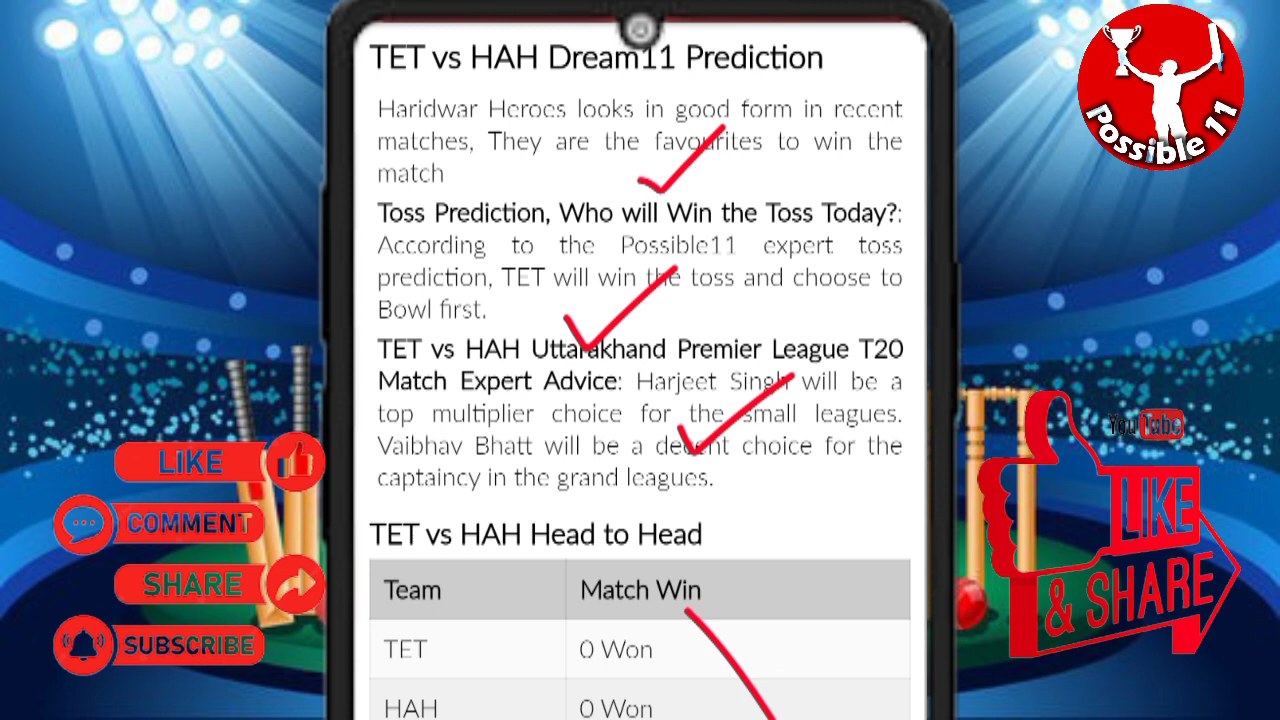 TET vs HAH Dream11 Prediction
Haridwar Heroes looks in good form in recent
matches, They are the favourites to win the
match
Toss Prediction, Who will Win the Toss Today?:
According to the Possible11 expert toss
prediction, TET will win the toss and choose to
Bowl first.
TET vs HAH Uttarakhand Premier League T20
Match Expert Advice: Harjeet Singh will be a
top multiplier choice for the small leagues.
Vaibhav Bhatt will be a decent choice for the
captaincy in the grand leagues.
TET vs HAH Head to Head
Team Match Win
TET 0 Won
HAH 0 Won
Possible 11
LIKE
COMMENT
SHARE
SUBSCRIBE
YouTube
LIKE
& SHARE